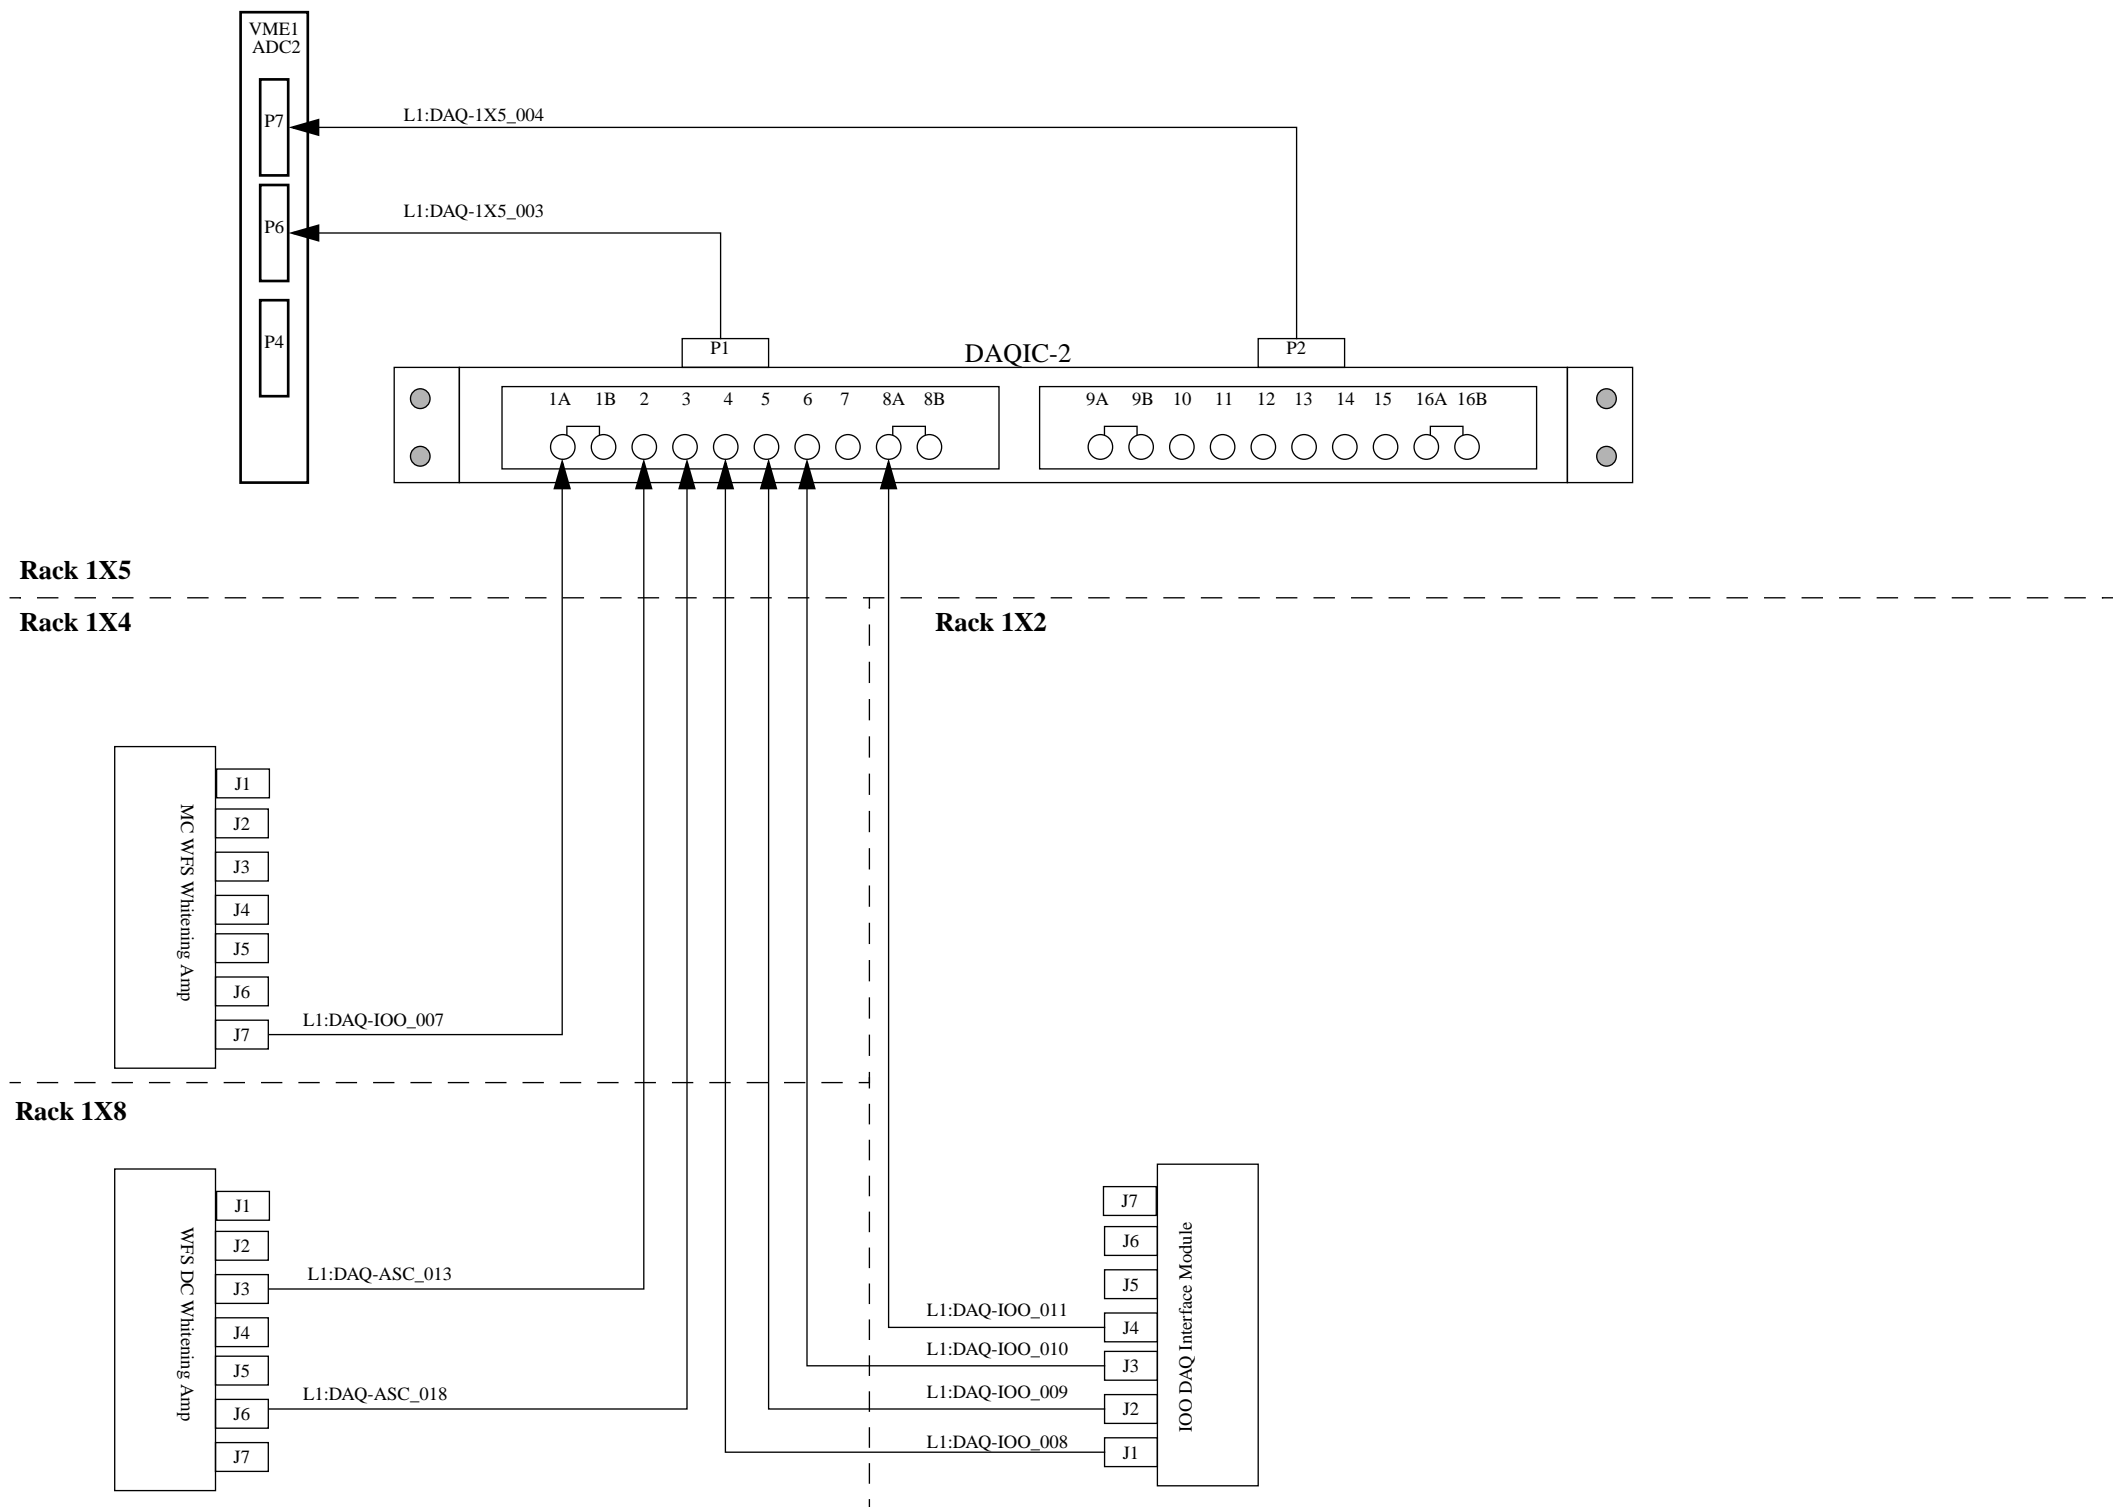 VME1
ADC2
P7
L1:DAQ-1X5_004
P6
L1:DAQ-1X5_003
P4
P1
DAQIC-2
P2
1A 1B 2 3 4 5 6 7 8A 8B
9A 9B 10 11 12 13 14 15 16A 16B
Rack 1X5
Rack 1X4
Rack 1X2
MC WFS Whitening Amp
J1
J2
J3
J4
J5
J6
J7
L1:DAQ-IOO_007
Rack 1X8
WFS DC Whitening Amp
J1
J2
J3
L1:DAQ-ASC_013
J4
J5
J6
L1:DAQ-ASC_018
J7
IOO DAQ Interface Module
J7
J6
J5
L1:DAQ-IOO_011
J4
L1:DAQ-IOO_010
J3
L1:DAQ-IOO_009
J2
L1:DAQ-IOO_008
J1